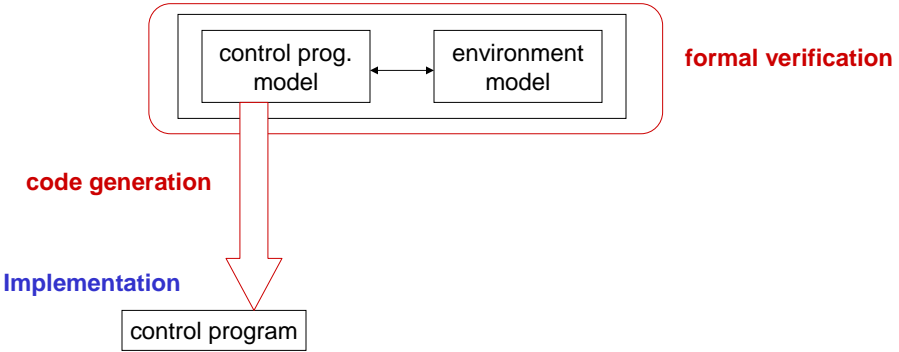 control prog.
model
environment
model
formal verification
code generation
Implementation
control program